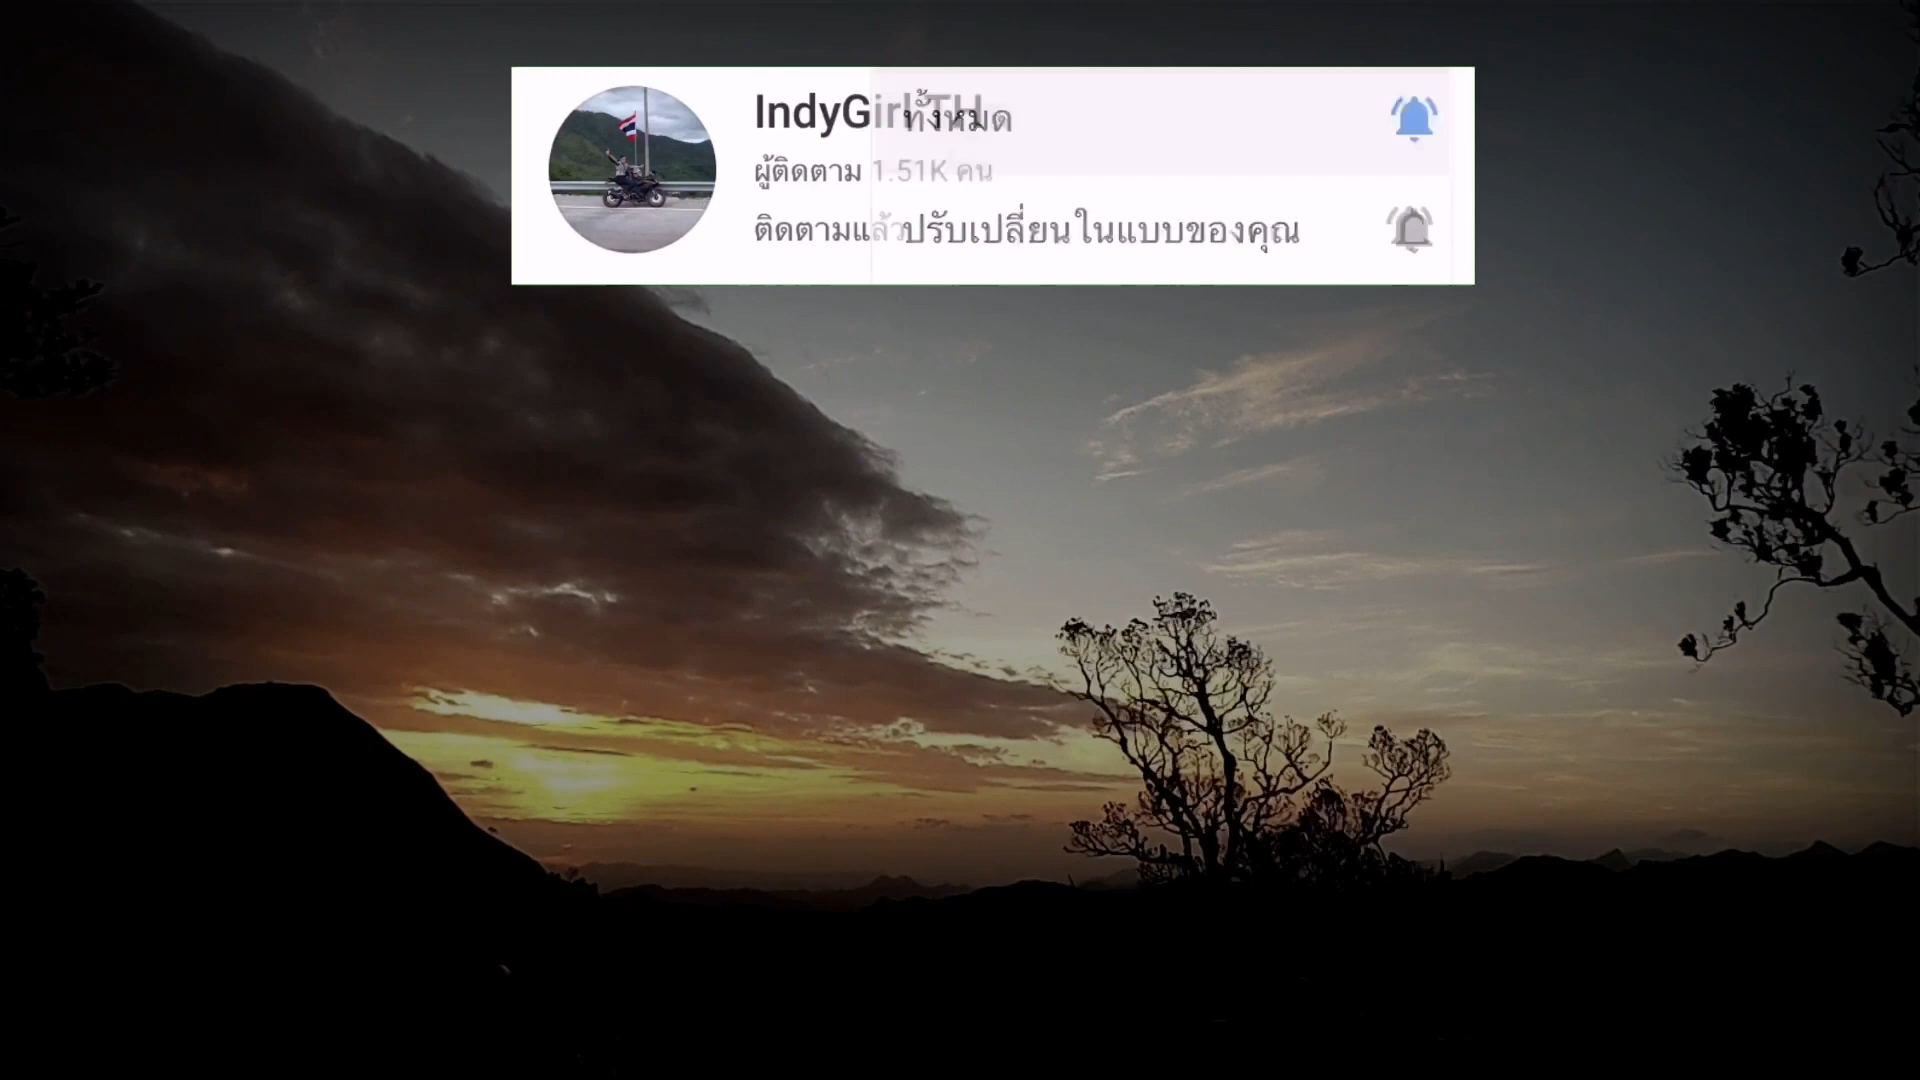 IndyGirl TH
ทั้งหมด
ผู้ติดตาม 1.51K คน
ติดตามแล้ว
ปรับเปลี่ยนในแบบของคุณ